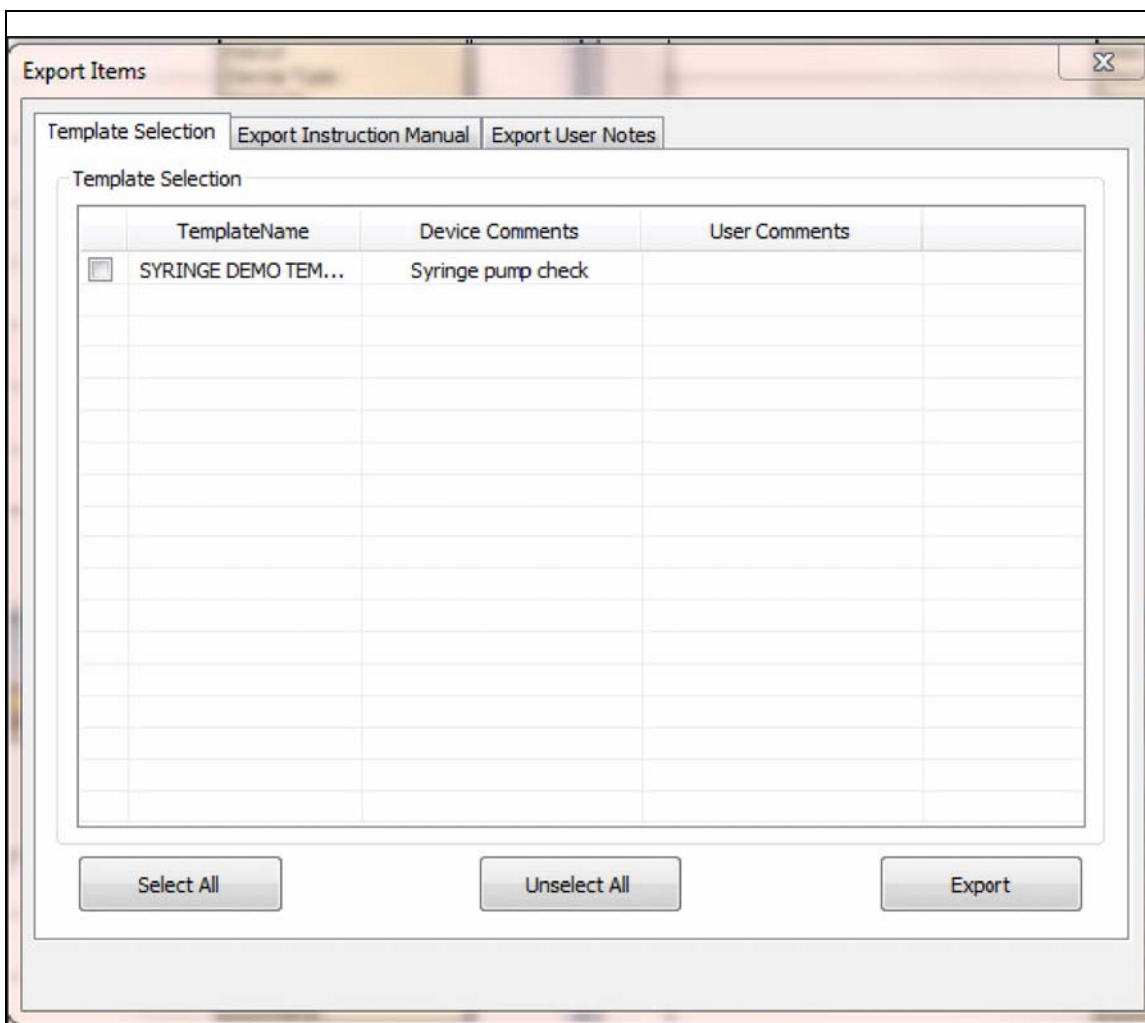 Export Items
Template Selection Export Instruction Manual Export User Notes
Template Selection
TemplateName Device Comments User Comments
SYRINGE DEMO TEM... Syringe pump check
Select All Unselect All Export